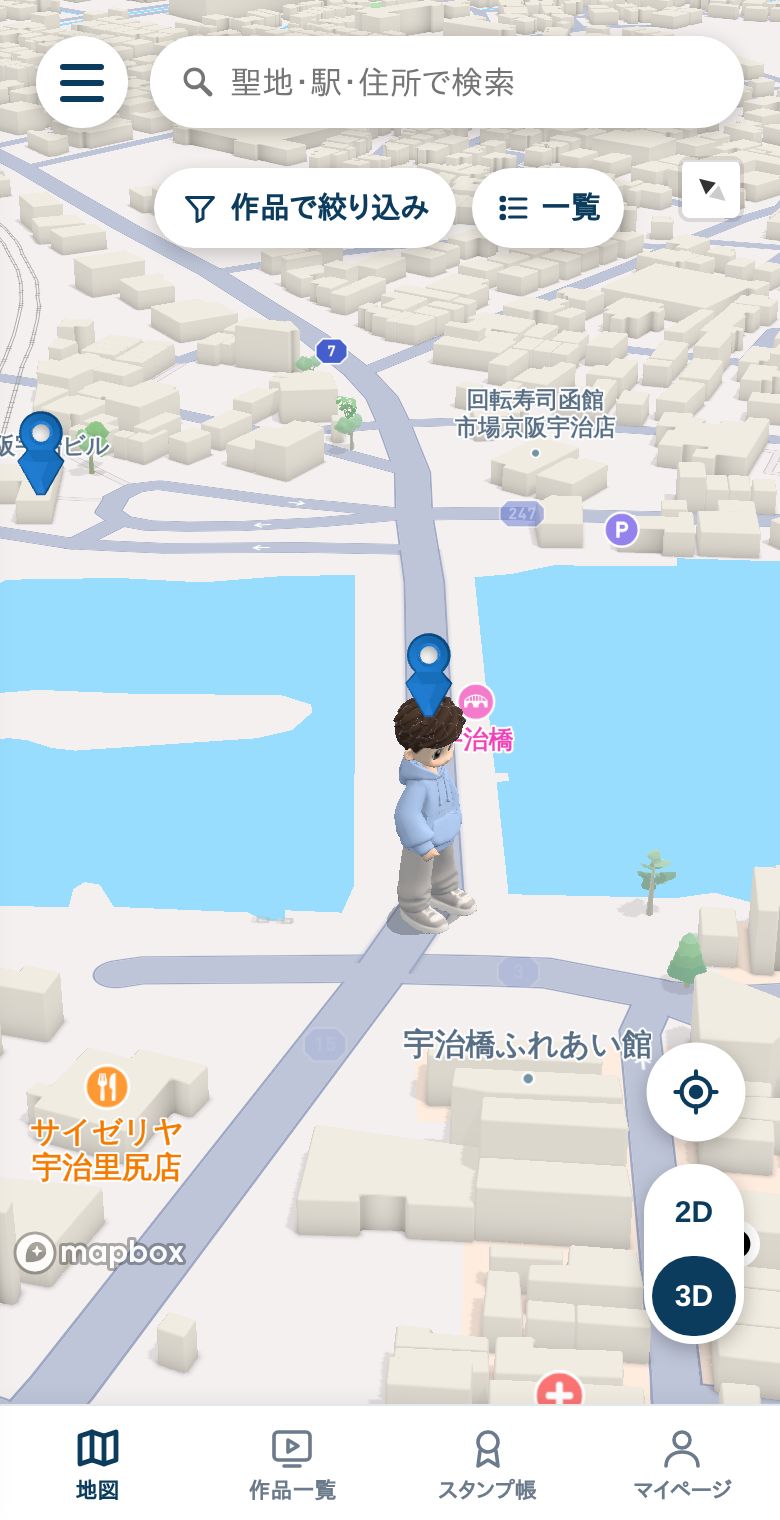 聖地・駅・住所で検索
作品で絞り込み
一覧
7
回転寿司函館
市場京阪宇治店
ビル
247
P
治橋
3
15
宇治橋ふれあい館
サイゼリヤ
宇治里尻店
mapbox
2D
3D
地図
作品一覧
スタンプ帳
マイページ